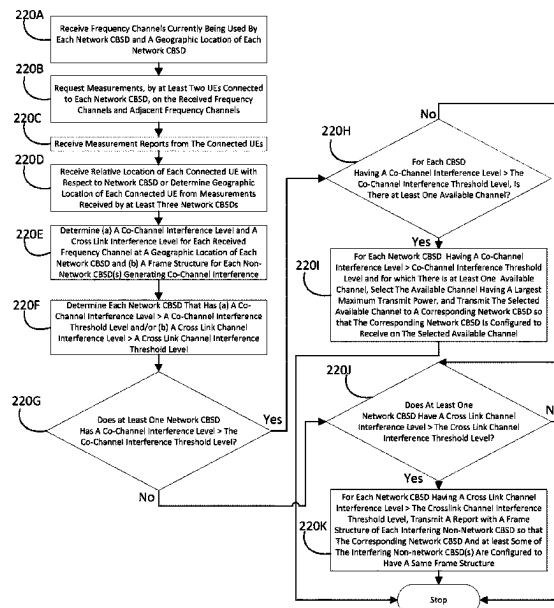 220A
Receive Frequency Channels Currently Being Used By
Each Network CBSD and A Geographic Location of Each
Network CBSD
220B
Request Measurements, by at Least Two UEs Connected
to Each Network CBSD, on the Received Frequency
Channels and Adjacent Frequency Channels
220C
Receive Measurement Reports from The Connected UEs
220D
Receive Relative Location of Each Connected UE with
Respect to Network CBSD or Determine Geographic
Location of Each Connected UE from Measurements
Received by at Least Three Network CBSDs
220E
Determine (a) A Co-Channel Interference Level and A
Cross Link Interference Level for Each Received
Frequency Channel at A Geographic Location of Each
Network CBSD and (b) A Frame Structure for Each Non-
Network CBSD(s) Generating Co-Channel Interference
220F
Determine Each Network CBSD That Has (a) A Co-
Channel Interference Level > A Co-Channel Interference
Threshold Level and/or (b) A Cross Link Channel
Interference Level > A Cross Link Channel Interference
Threshold Level
220G
Does at Least One Network CBSD
Has A Co-Channel Interference Level > The
Co-Channel Interference Threshold Level?
Yes
No
No
220H
For Each CBSD
Having A Co-Channel Interference Level > The
Co-Channel Interference Threshold Level, Is
There at Least One Available Channel?
Yes
220I
For Each Network CBSD Having A Co-Channel
Interference Level > Co-Channel Interference Threshold
Level and for which There is at Least One Available
Channel, Select The Available Channel Having A Largest
Maximum Transmit Power, and Transmit The Selected
Available Channel to A Corresponding Network CBSD so
that The Corresponding Network CBSD Is Configured to
Receive on The Selected Available Channel
220J
Does At Least One
Network CBSD Have A Cross Link Channel
Interference Level > The Cross Link Channel
Interference Threshold Level?
Yes
220K
For Each Network CBSD Having A Cross Link Channel
Interference Level > The Crosslink Channel Interference
Threshold Level, Transmit A Report with A Frame
Structure of Each Interfering Non-Network CBSD so that
The Corresponding Network CBSD And at least Some of
The Interfering Non-network CBSD(s) Are Configured to
Have A Same Frame Structure
Stop